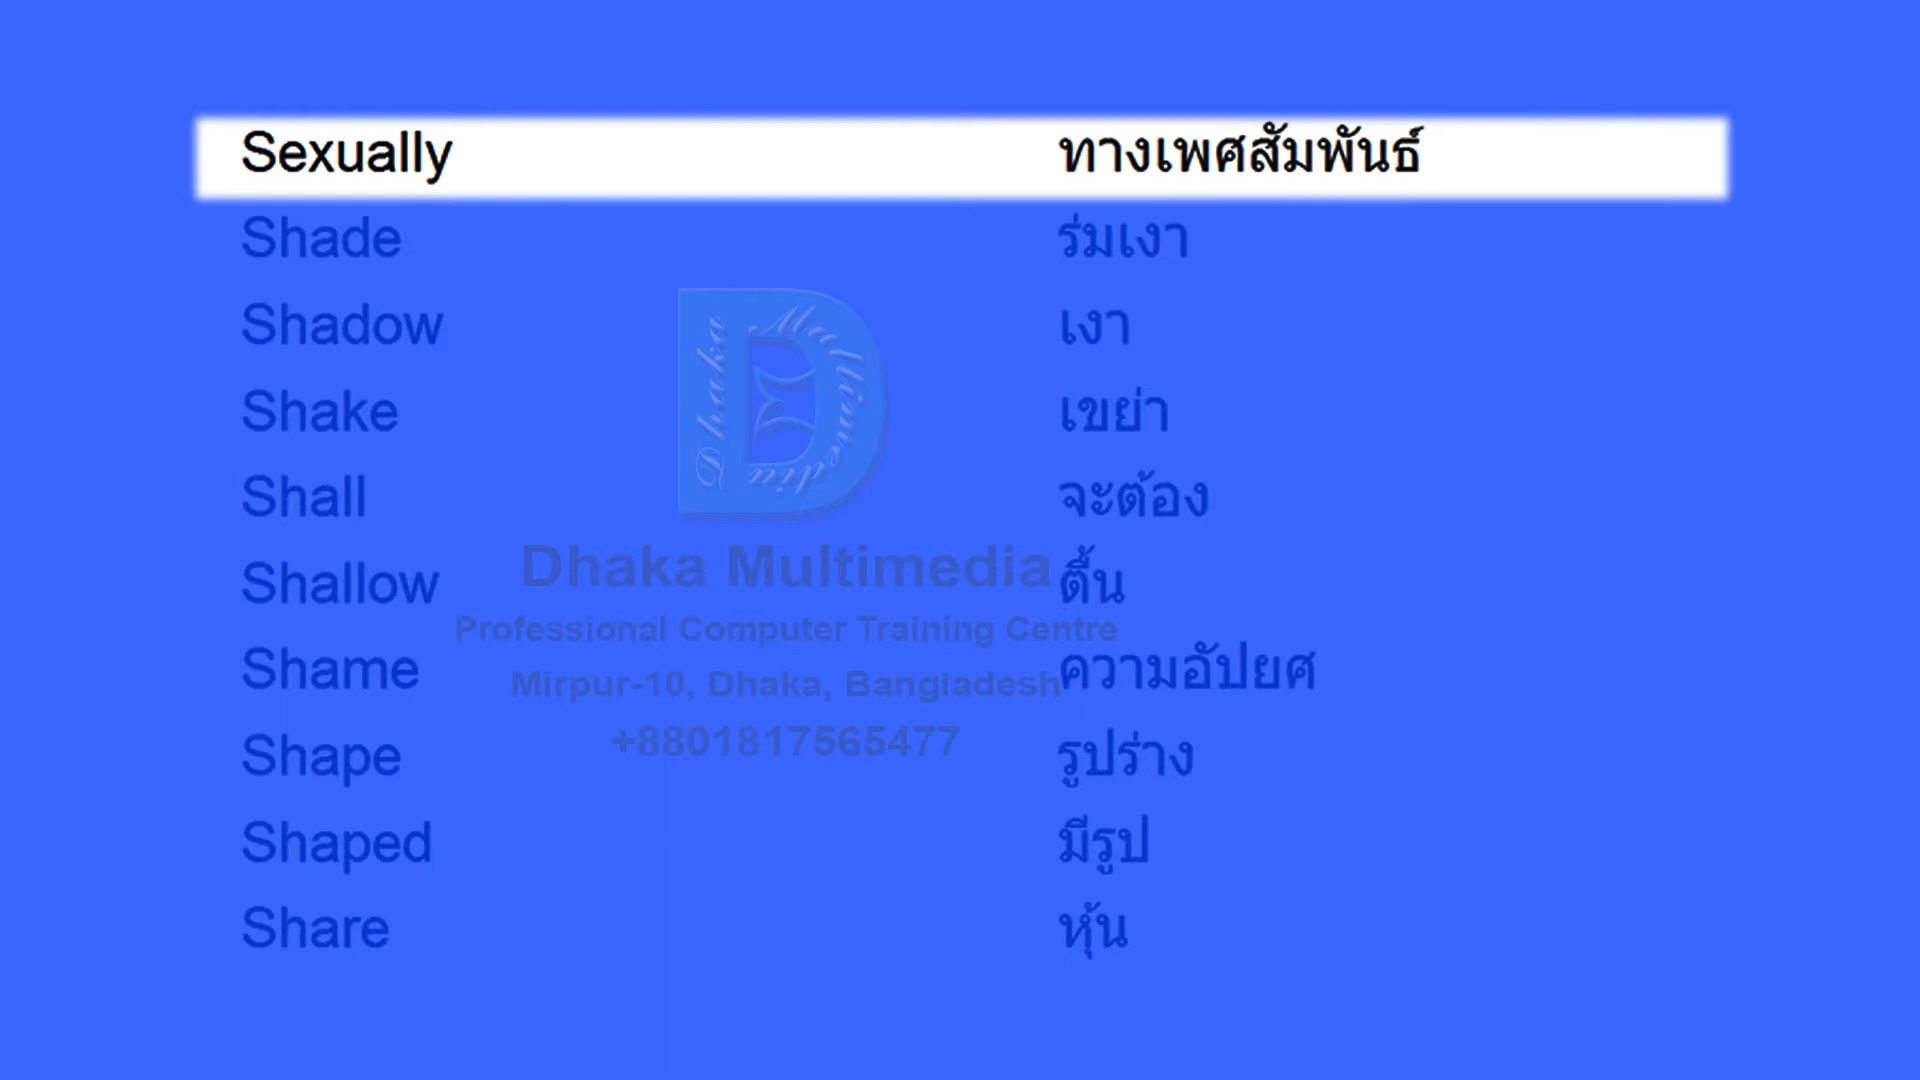 Sexually ทางเพศสัมพันธ์
Shade ร่มเงา
Shadow เงา
Shake เขย่า
Shall จะต้อง
Shallow ตื้น
Shame ความอัปยศ
Shape รูปร่าง
Shaped มีรูป
Share หุ้น
Dhaka Multimedia
Dhaka Multimedia
Professional Computer Training Centre
Mirpur-10, Dhaka, Bangladesh
+8801817565477